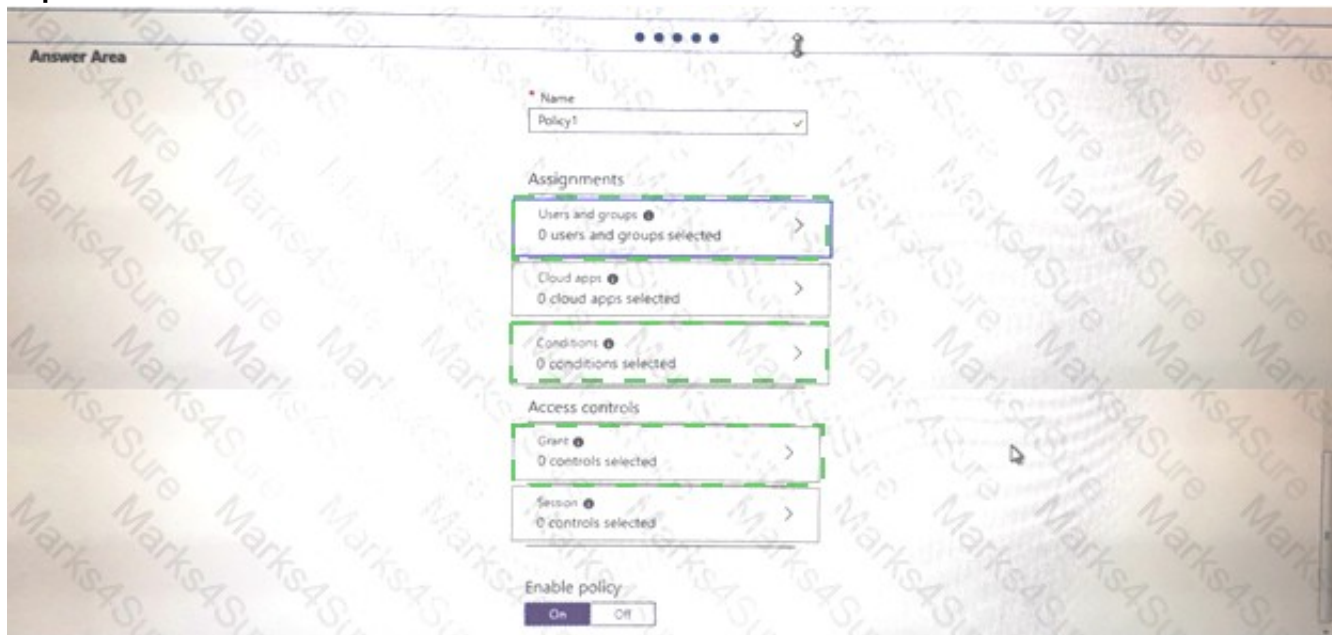 Answer Area
* Name
Policy1
Assignments
Users and groups
0 users and groups selected
Cloud apps
0 cloud apps selected
Conditions
0 conditions selected
Access controls
Grant
0 controls selected
Session
0 controls selected
Enable policy
On Off
Marks4Sure